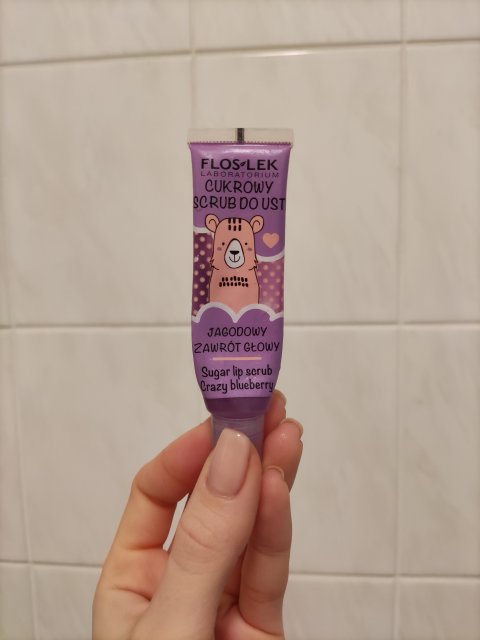 FLOS-LEK
LABORATORIUM
CUKROWY
SCRUB DO UST
JAGODOWY
ZAWRÓT GŁOWY
Sugar lip scrub
Crazy blueberry